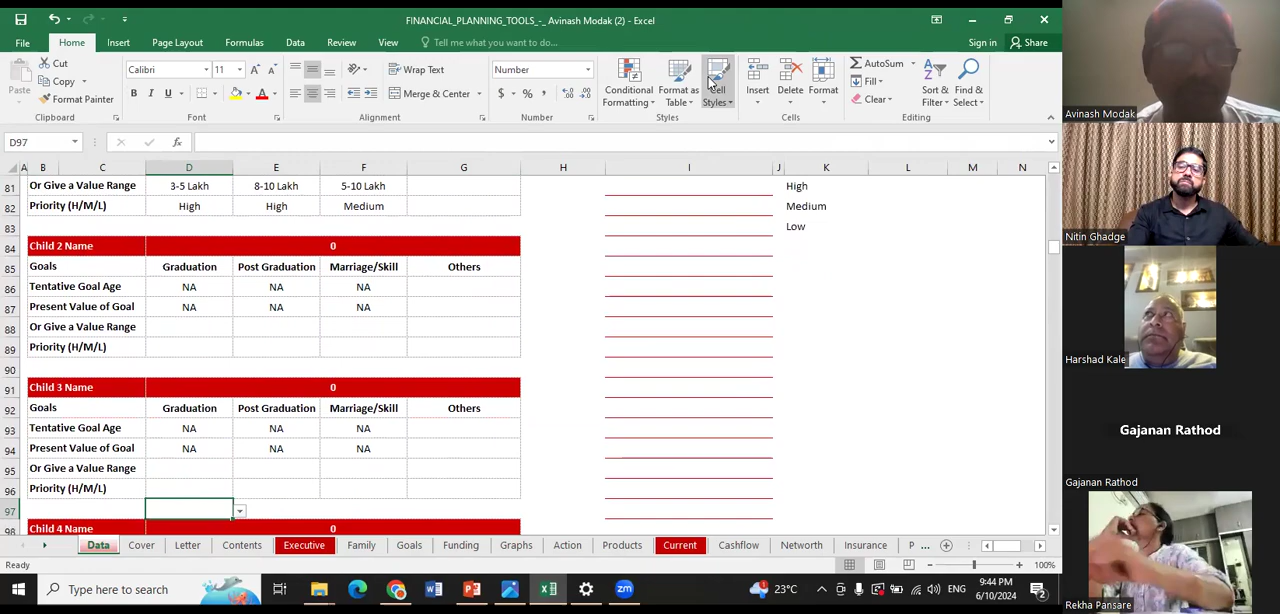 FINANCIAL_PLANNING_TOOLS_-_ Avinash Modak (2) - Excel
File Home Insert Page Layout Formulas Data Review View Tell me what you want to do... Sign in Share
Paste Cut Copy Format Painter Clipboard
Calibri 11 A A B I U A Font
Wrap Text Merge & Center Alignment
Number $ % , Number
Conditional Formatting Format as Table Cell Styles Styles
Insert Delete Format Cells
AutoSum Fill Clear Sort & Filter Find & Select Editing
D97 fx
A B C D E F G H I J K L M N
81 Or Give a Value Range 3-5 Lakh 8-10 Lakh 5-10 Lakh High
82 Priority (H/M/L) High High Medium Medium
83 Low
84 Child 2 Name 0
85 Goals Graduation Post Graduation Marriage/Skill Others
86 Tentative Goal Age NA NA NA
87 Present Value of Goal NA NA NA
88 Or Give a Value Range
89 Priority (H/M/L)
90
91 Child 3 Name 0
92 Goals Graduation Post Graduation Marriage/Skill Others
93 Tentative Goal Age NA NA NA
94 Present Value of Goal NA NA NA
95 Or Give a Value Range
96 Priority (H/M/L)
97
98 Child 4 Name 0
Data Cover Letter Contents Executive Family Goals Funding Graphs Action Products Current Cashflow Networth Insurance P ...
Ready 100%
Type here to search 23°C ENG 9:44 PM 6/10/2024 2
Avinash Modak
Nitin Ghadge
Harshad Kale
Gajanan Rathod
Gajanan Rathod
Rekha Pansare